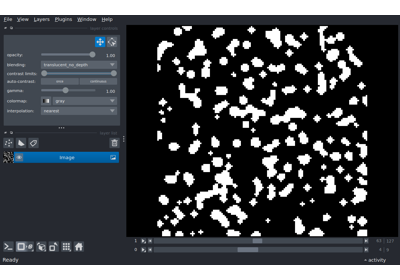 File View Layers Plugins Window Help
opacity: 1.00
blending: translucent_no_depth
contrast limits:
auto-contrast: once continuous
gamma: 1.00
colormap: gray
interpolation: nearest
Image
1
0
Ready
activity